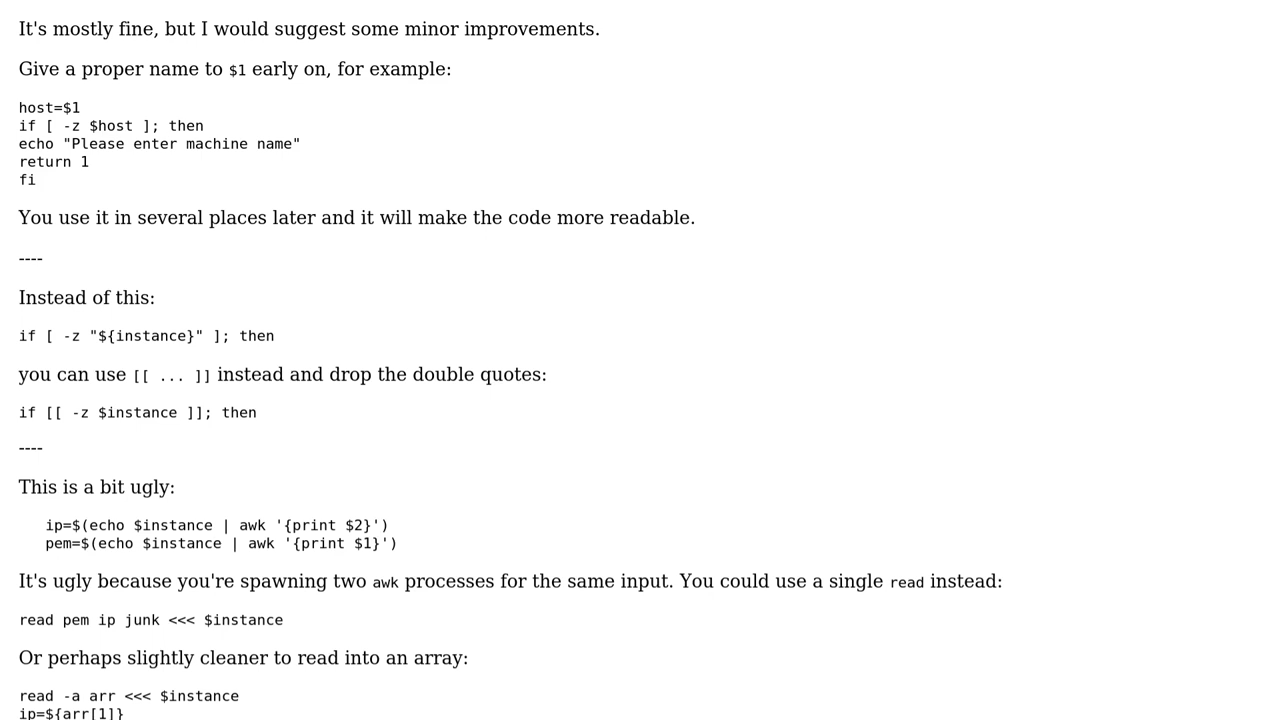 It's mostly fine, but I would suggest some minor improvements.
Give a proper name to $1 early on, for example:
host=$1
if [ -z $host ]; then
echo "Please enter machine name"
return 1
fi
You use it in several places later and it will make the code more readable.
----
Instead of this:
if [ -z "${instance}" ]; then
you can use [[ ... ]] instead and drop the double quotes:
if [[ -z $instance ]]; then
----
This is a bit ugly:
   ip=$(echo $instance | awk '{print $2}')
   pem=$(echo $instance | awk '{print $1}')
It's ugly because you're spawning two awk processes for the same input. You could use a single read instead:
read pem ip junk <<< $instance
Or perhaps slightly cleaner to read into an array:
read -a arr <<< $instance
ip=${arr[1]}